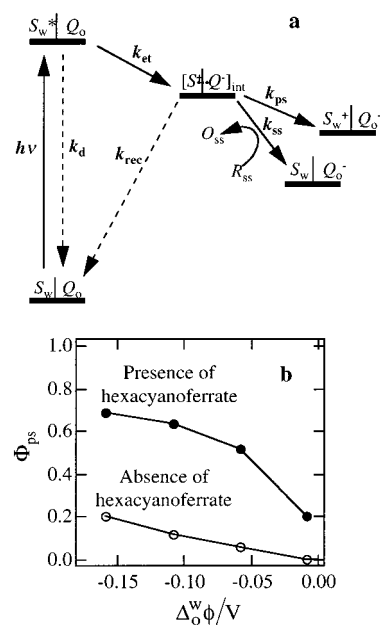 a
S_w* | Q_o
k_et
[S⁺··Q⁻]_int
k_ps
k_ss
S_w⁺ | Q_o⁻
hν
k_d
k_rec
O_ss
R_ss
S_w | Q_o⁻
S_w | Q_o
b
1.0
0.8
0.6
0.4
0.2
0.0
Φ_ps
Presence of
hexacyanoferrate
Absence of
hexacyanoferrate
-0.15
-0.10
-0.05
0.00
Δ_o^w ϕ/V